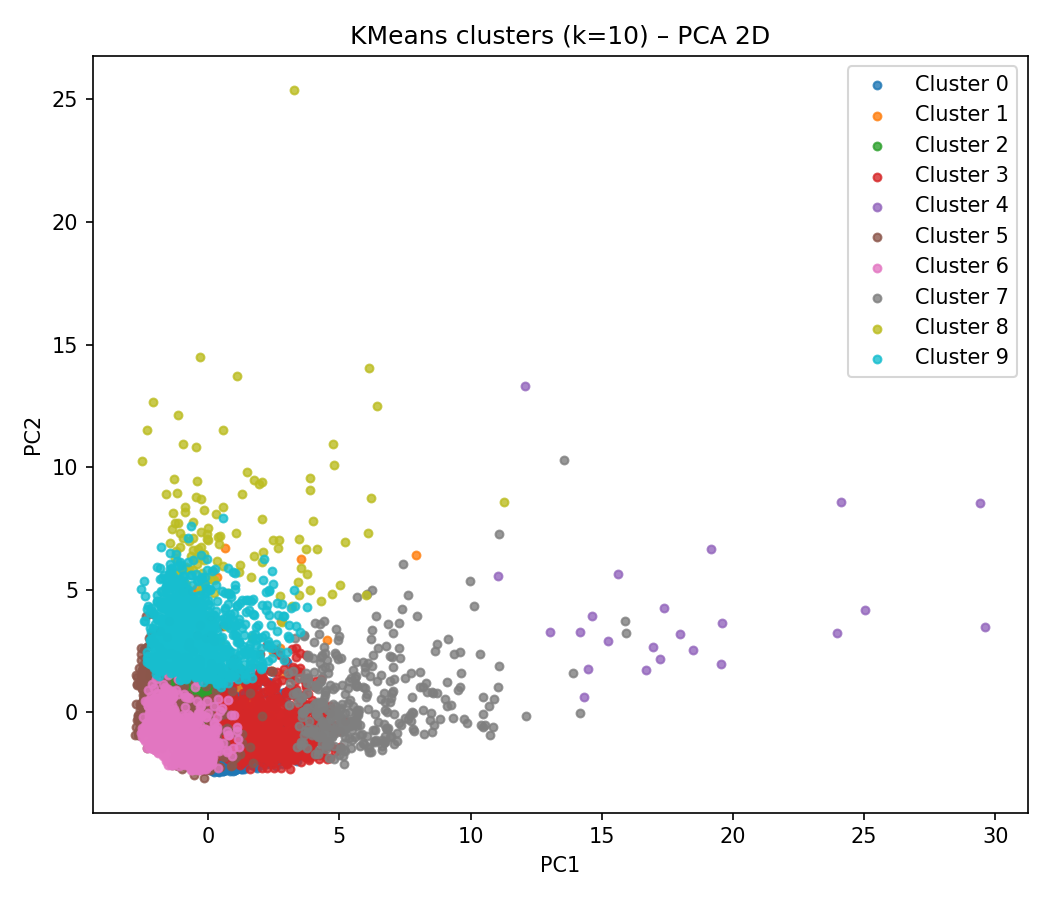 KMeans clusters (k=10) – PCA 2D
25
20
15
10
5
0
PC2
0
5
10
15
20
25
30
PC1
Cluster 0
Cluster 1
Cluster 2
Cluster 3
Cluster 4
Cluster 5
Cluster 6
Cluster 7
Cluster 8
Cluster 9